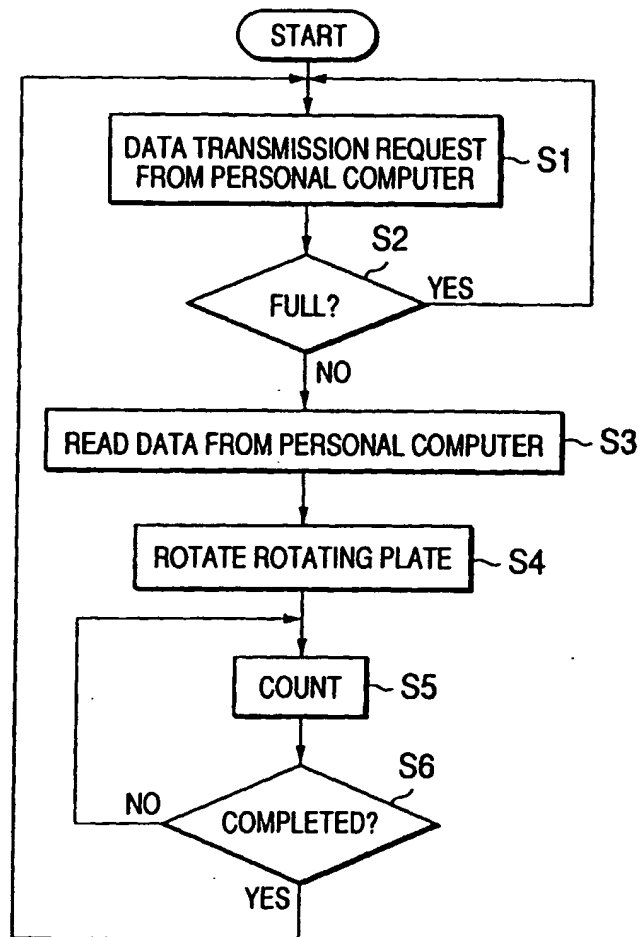 START
DATA TRANSMISSION REQUEST
FROM PERSONAL COMPUTER
S1
S2
FULL?
YES
NO
READ DATA FROM PERSONAL COMPUTER
S3
ROTATE ROTATING PLATE
S4
COUNT
S5
S6
NO
COMPLETED?
YES